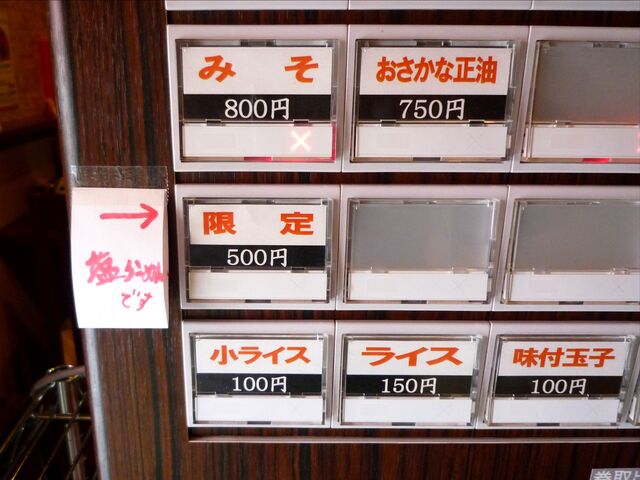 みそ
800円
おさかな正油
750円
→
塩らーめん
です
限定
500円
小ライス
100円
ライス
150円
味付玉子
100円